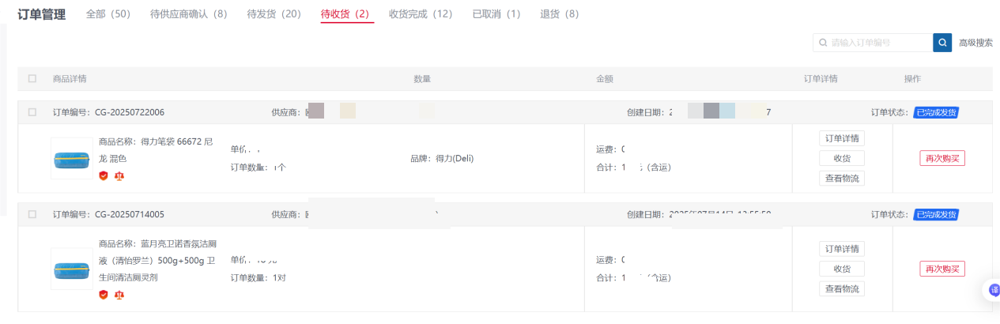 订单管理 全部（50） 待供应商确认（8） 待发货（20） 待收货（2） 收货完成（12） 已取消（1） 退货（8）
请输入订单编号 高级搜索
商品详情 数量 金额 订单详情 操作
订单编号：CG-20250722006 供应商： 创建日期：2 7 订单状态：已完成发货
商品名称：得力笔袋 66672 尼
龙 混色
单价
订单数量：1个
品牌：得力(Deli)
运费：0
合计：1 （含运）
订单详情
收货
查看物流
再次购买
订单编号：CG-20250714005 供应商： 创建日期：2025年07月14日 13:55:50 订单状态：已完成发货
商品名称：蓝月亮卫诺香氛洁厕
液（清怡罗兰）500g+500g 卫
生间清洁厕灵剂
单价
订单数量：1对
运费：0
合计：1 （含运）
订单详情
收货
查看物流
再次购买
译